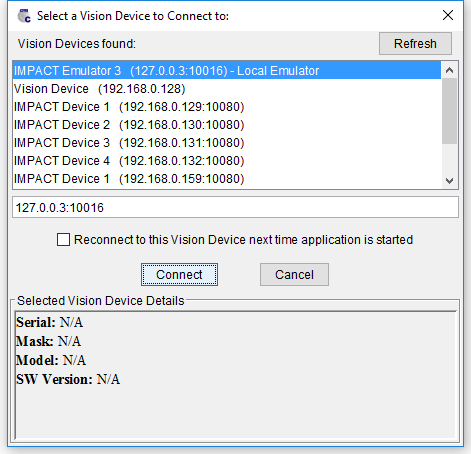 Select a Vision Device to Connect to:
Vision Devices found:
Refresh
IMPACT Emulator 3 (127.0.0.3:10016) - Local Emulator
Vision Device (192.168.0.128)
IMPACT Device 1 (192.168.0.129:10080)
IMPACT Device 2 (192.168.0.130:10080)
IMPACT Device 3 (192.168.0.131:10080)
IMPACT Device 4 (192.168.0.132:10080)
IMPACT Device 1 (192.168.0.159:10080)
127.0.0.3:10016
Reconnect to this Vision Device next time application is started
Connect Cancel
Selected Vision Device Details
Serial: N/A
Mask: N/A
Model: N/A
SW Version: N/A